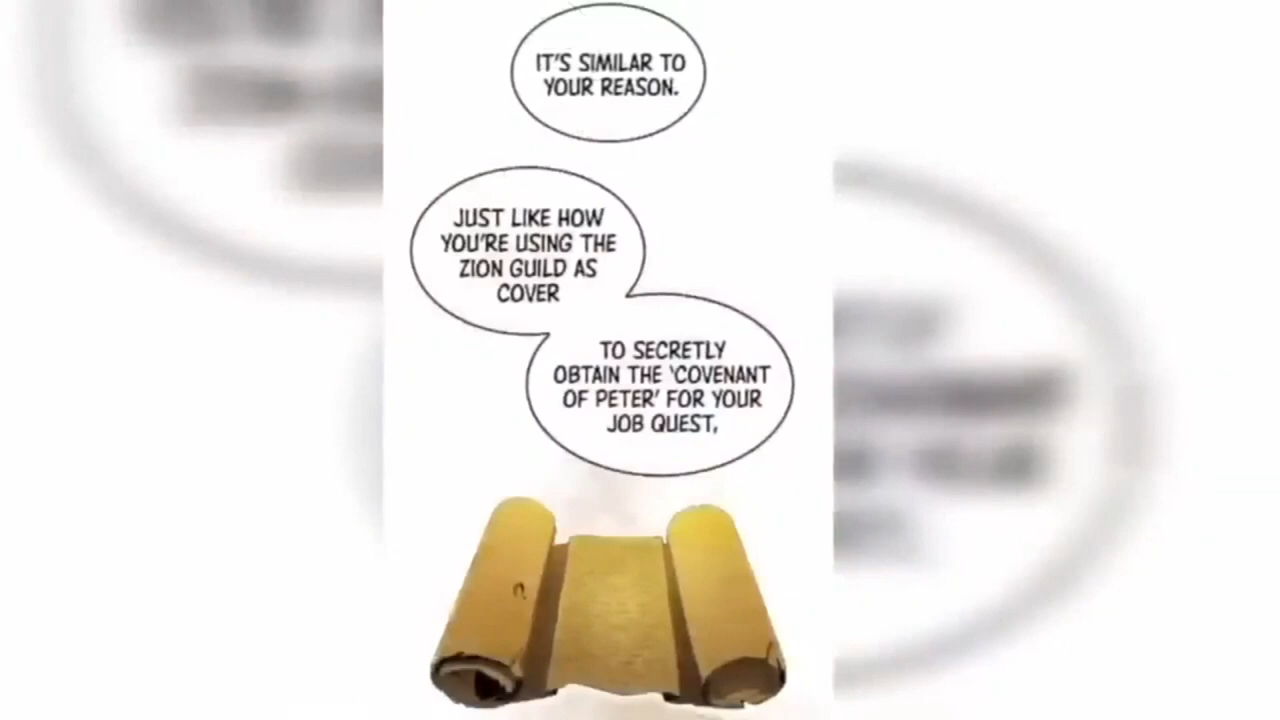 IT'S SIMILAR TO
YOUR REASON.
JUST LIKE HOW
YOU'RE USING THE
ZION GUILD AS
COVER
TO SECRETLY
OBTAIN THE 'COVENANT
OF PETER' FOR YOUR
JOB QUEST,